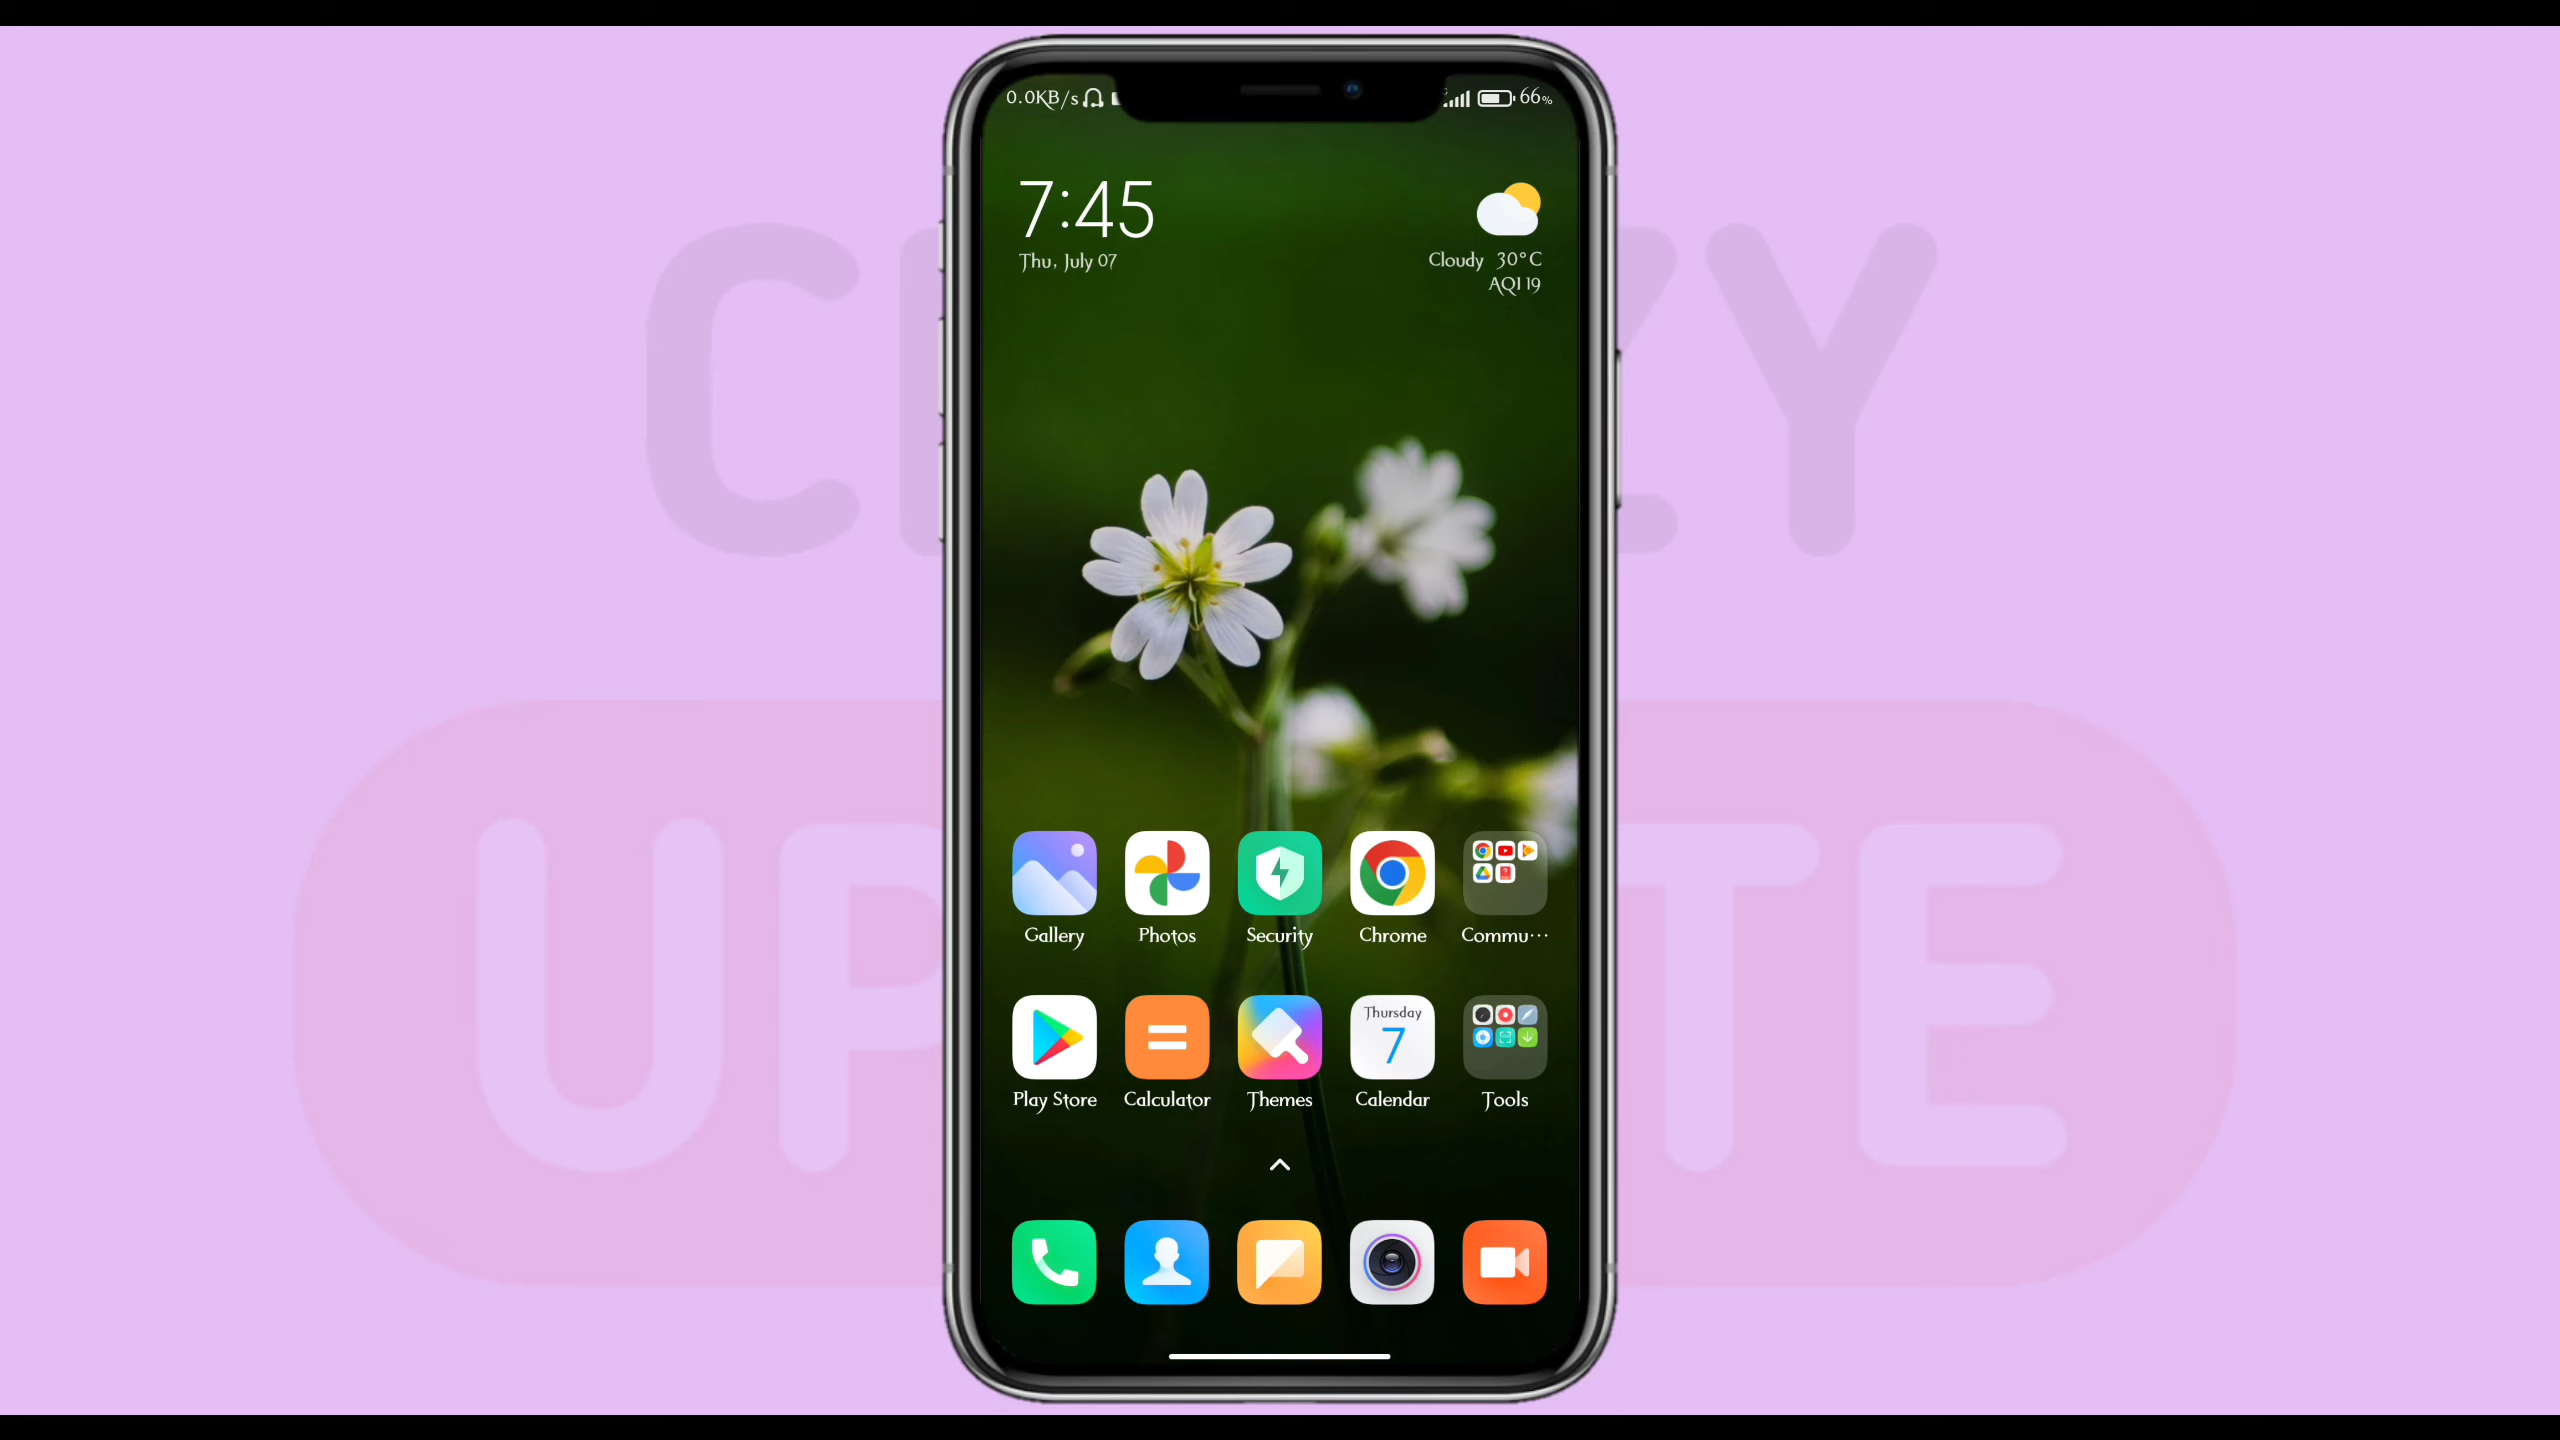 0.0KB/s
66%
7:45
Thu, July 07
Cloudy 30°C
AQI 19
Gallery
Photos
Security
Chrome
Commu···
Thursday
7
Play Store
Calculator
Themes
Calendar
Tools